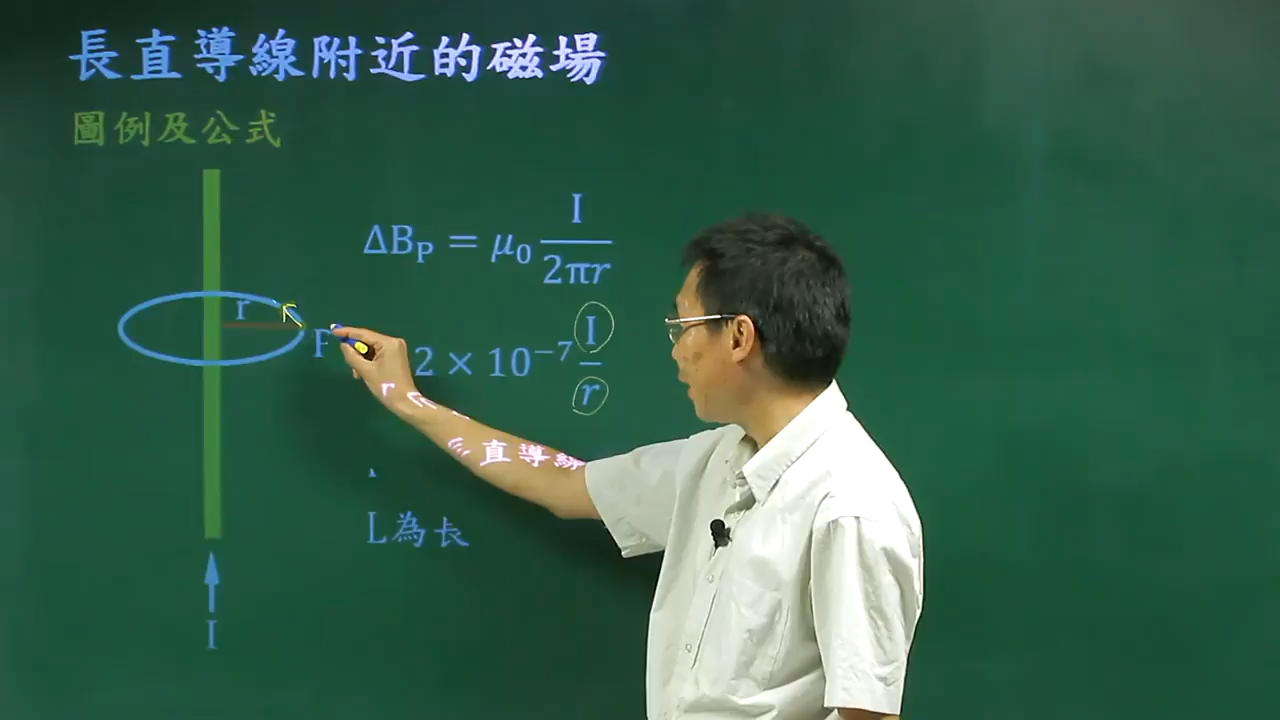 長直導線附近的磁場
圖例及公式
ΔB_P = μ₀ I/2πr
r
P
2 × 10⁻⁷ I/r
r
直導線
L為長
I